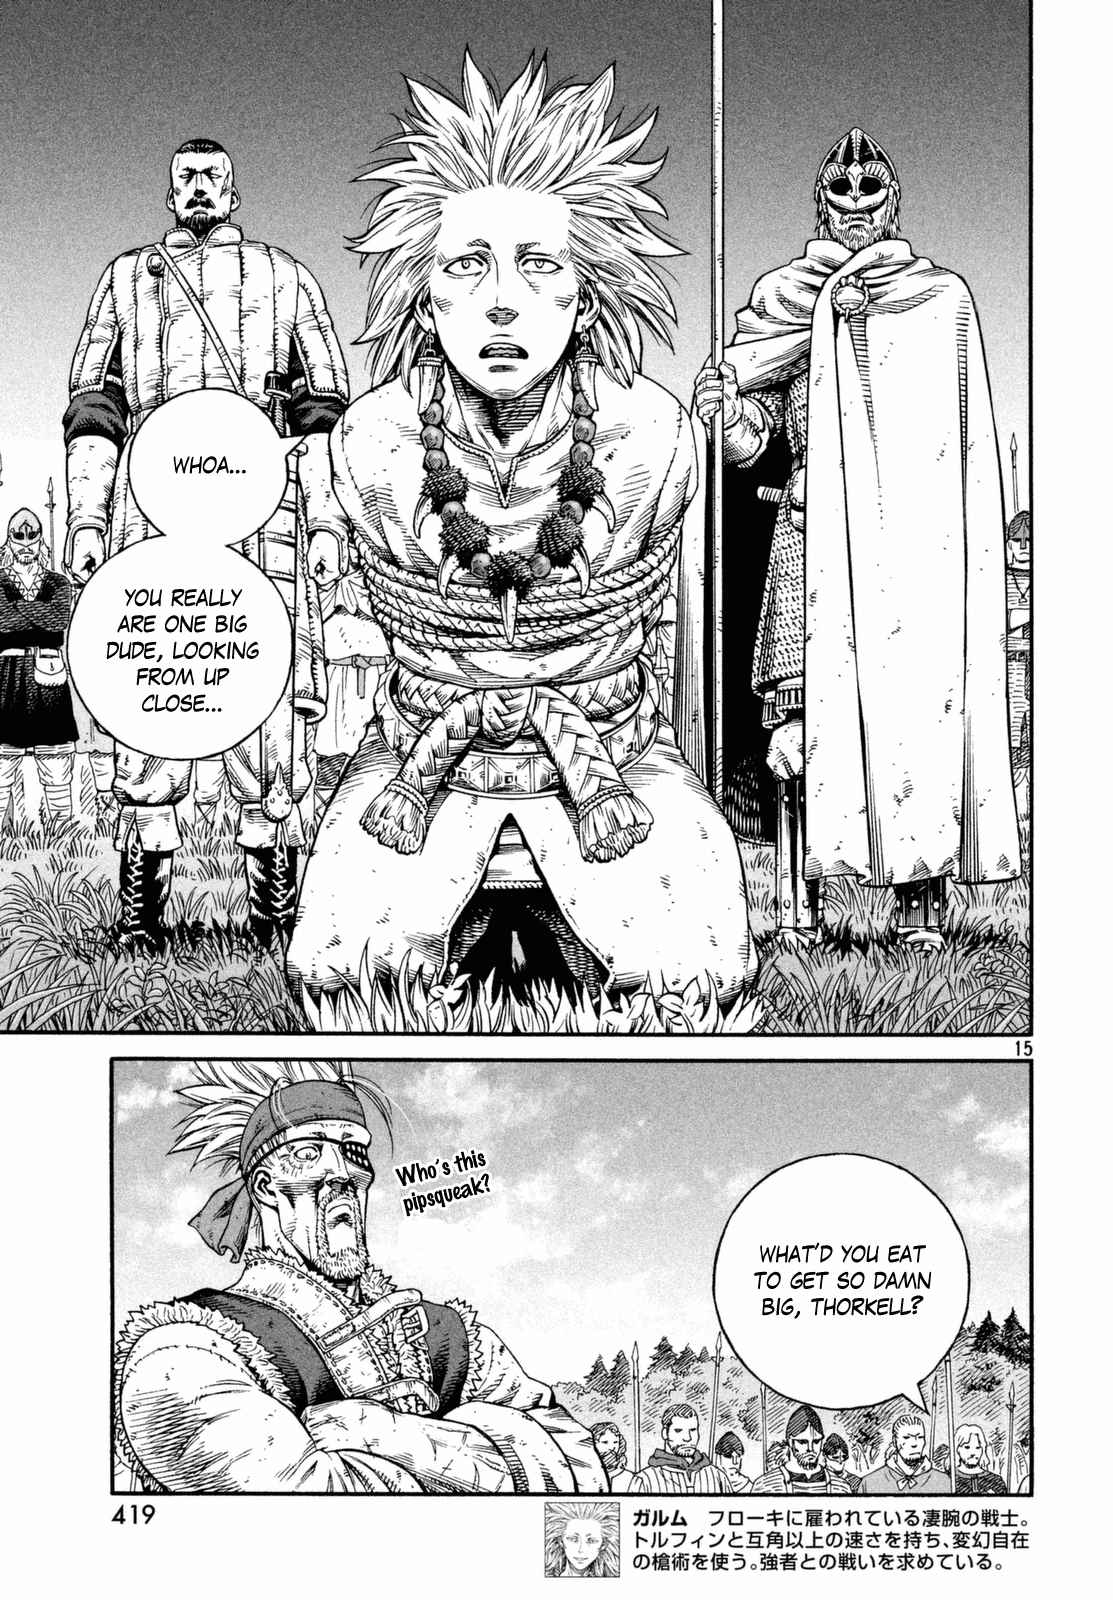 WHOA...
YOU REALLY
ARE ONE BIG
DUDE, LOOKING
FROM UP
CLOSE...
15
Who's this
pipsqueak?
WHAT'D YOU EAT
TO GET SO DAMN
BIG, THORKELL?
419
ガルム　フローキに雇われている凄腕の戦士。
トルフィンと互角以上の速さを持ち、変幻自在
の槍術を使う。強者との戦いを求めている。